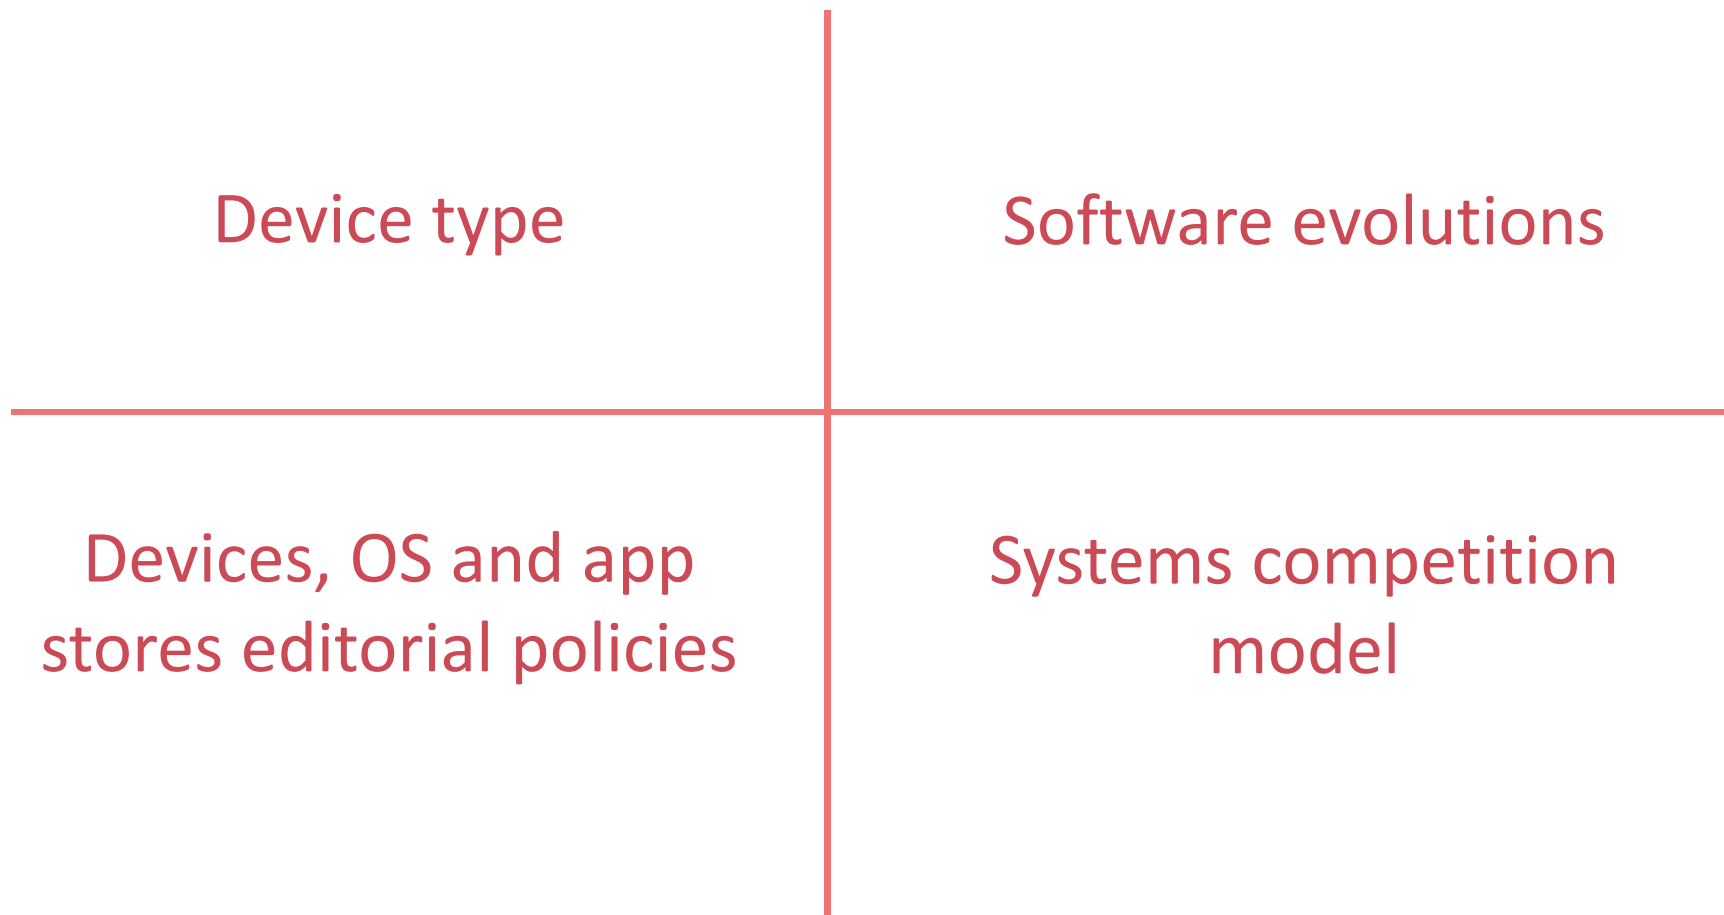 Device type
Software evolutions
Devices, OS and app
stores editorial policies
Systems competition
model